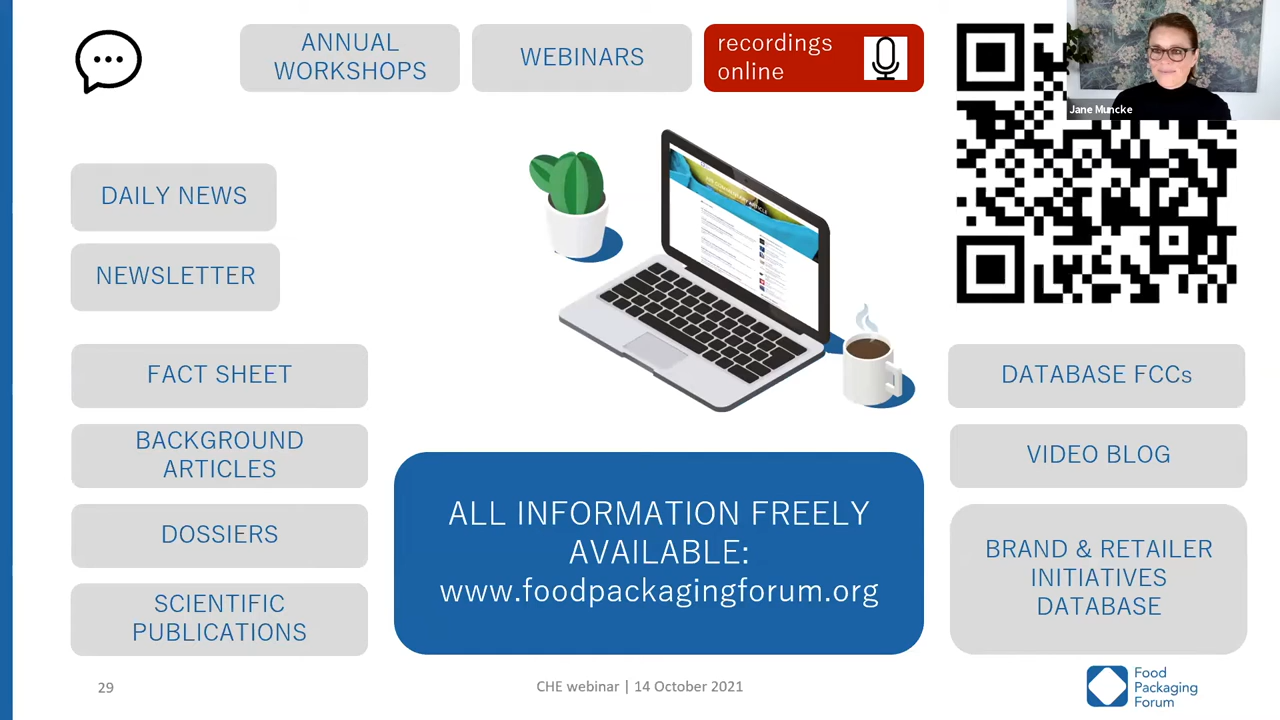 ANNUAL
WORKSHOPS
WEBINARS
recordings
online
Jane Muncke
DAILY NEWS
NEWSLETTER
FACT SHEET
BACKGROUND
ARTICLES
DOSSIERS
SCIENTIFIC
PUBLICATIONS
ALL INFORMATION FREELY
AVAILABLE:
www.foodpackagingforum.org
DATABASE FCCs
VIDEO BLOG
BRAND & RETAILER
INITIATIVES
DATABASE
29
CHE webinar | 14 October 2021
Food
Packaging
Forum